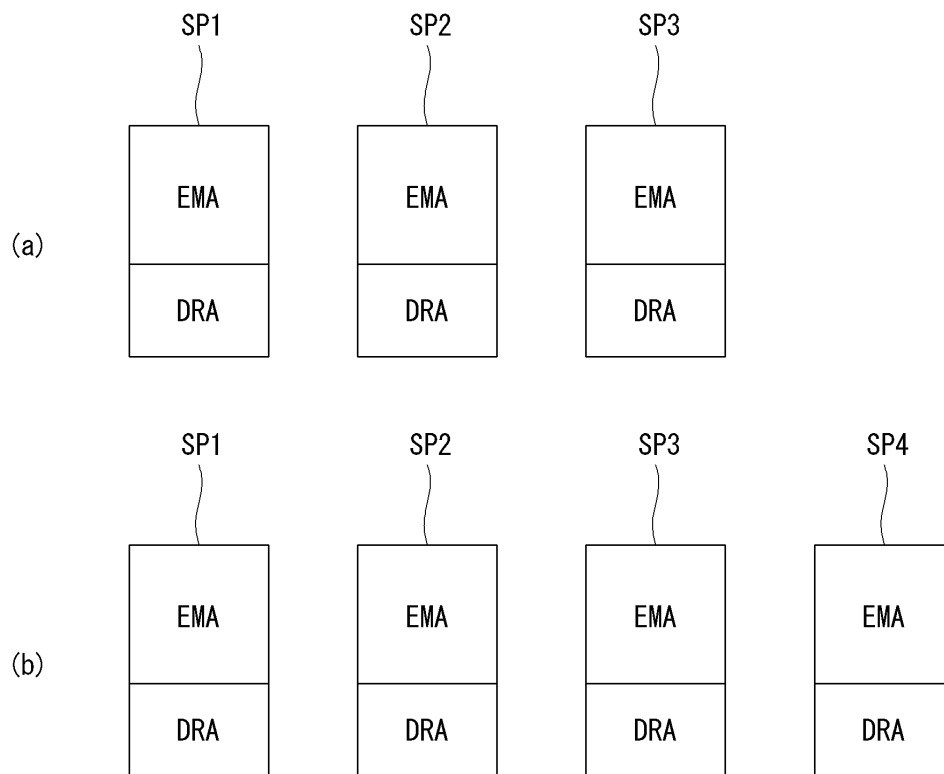 SP1 SP2 SP3
EMA EMA EMA
(a)
DRA DRA DRA
SP1 SP2 SP3 SP4
EMA EMA EMA EMA
(b)
DRA DRA DRA DRA